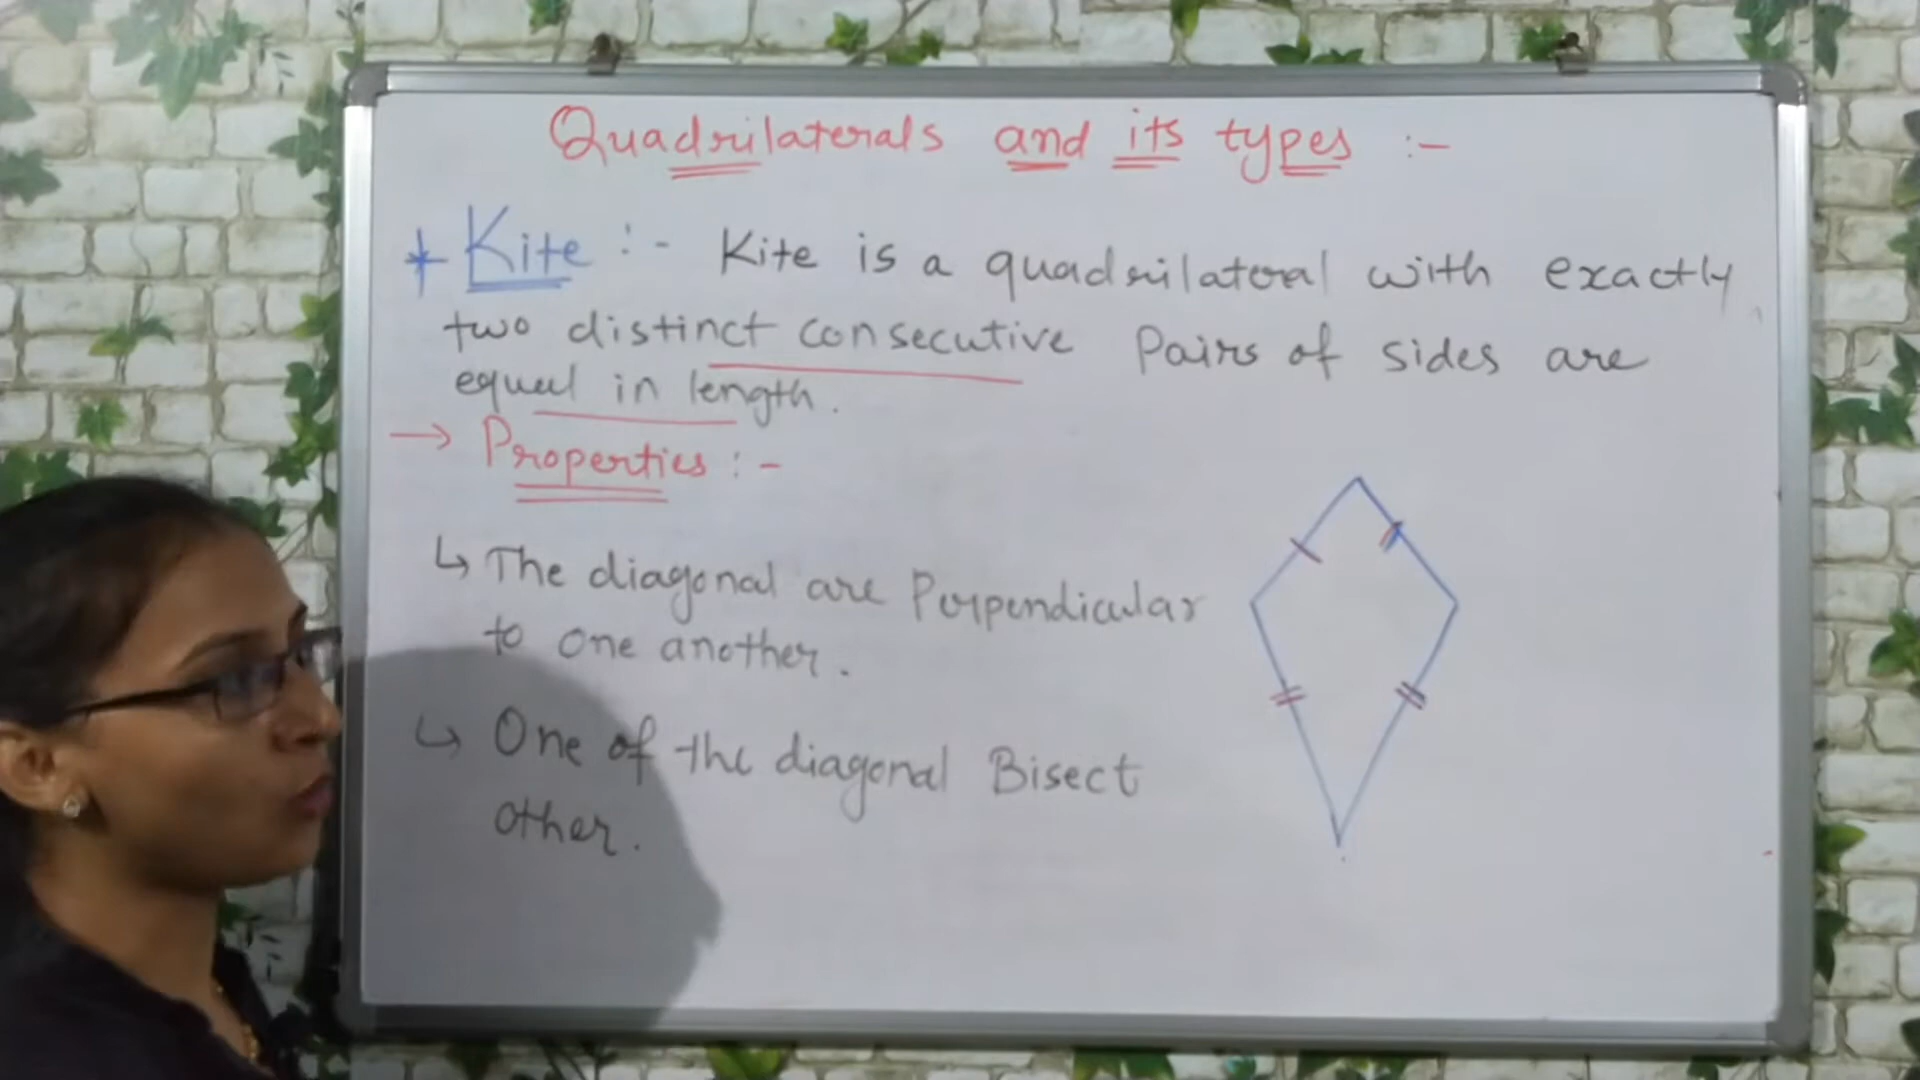 Quadrilaterals and its types :-
* Kite :- Kite is a quadrilateral with exactly
two distinct consecutive Pairs of sides are
equal in length.
→ Properties :-
↳ The diagonal are Perpendicular
to one another.
↳ One of the diagonal Bisect
other.